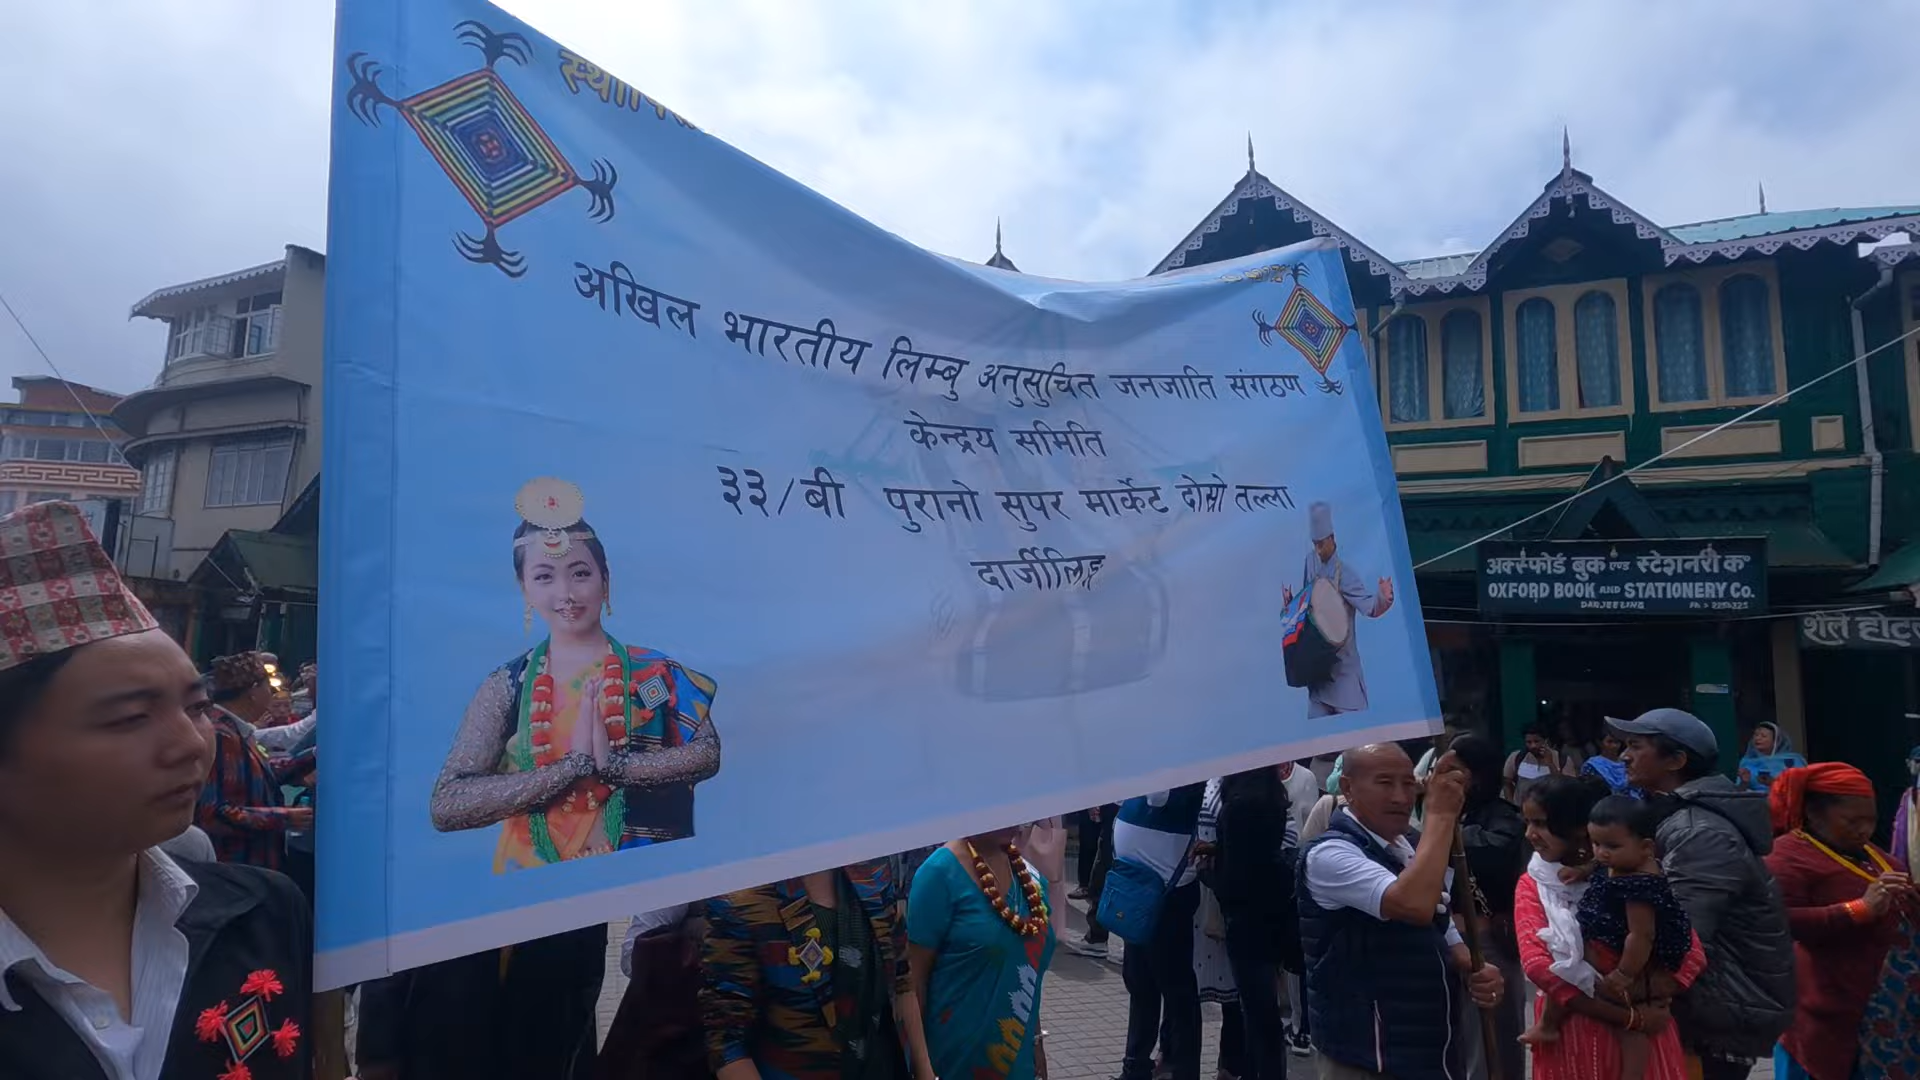 अखिल भारतीय लिम्बु अनुसुचित जनजाति संगठण
केन्द्रय समिति
३३/बी पुरानो सुपर मार्केट दोस्रो तल्ला
दार्जीलिङ्ग
अक्स्फोर्ड बुक एण्ड स्टेशनरी कं॰
OXFORD BOOK AND STATIONERY Co.
DARJEELING
शैले होटल